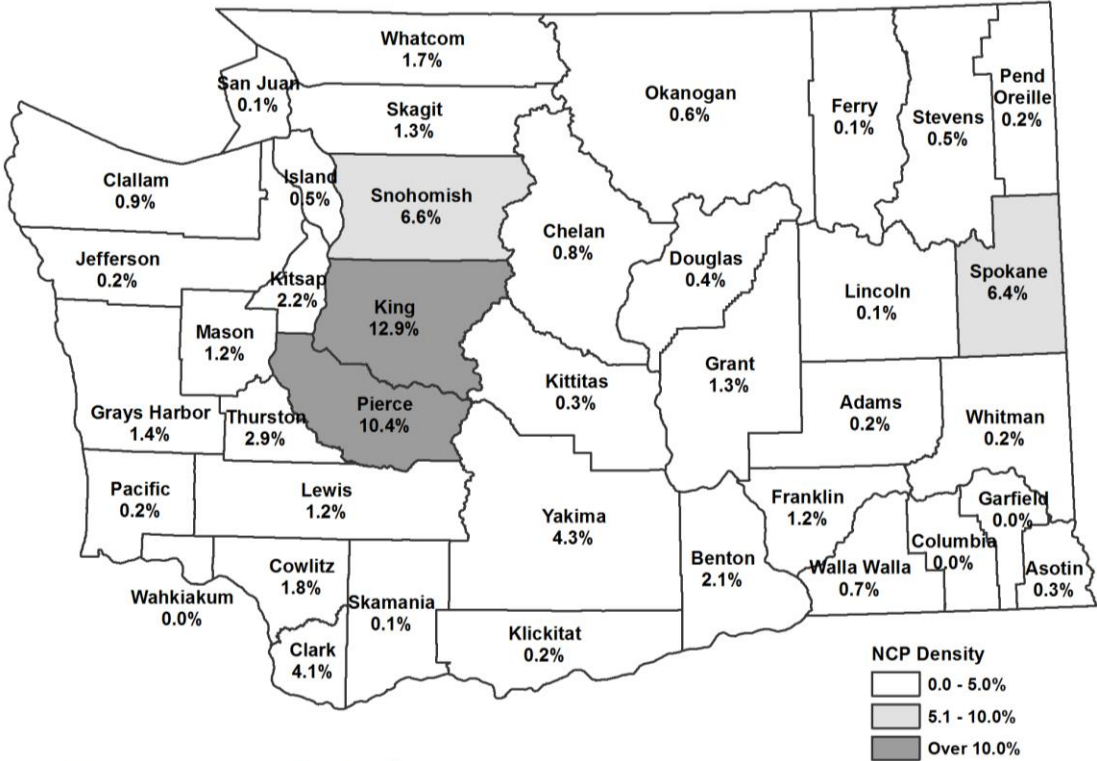 Whatcom
1.7%
San Juan
0.1%
Skagit
1.3%
Okanogan
0.6%
Ferry
0.1%
Stevens
0.5%
Pend
Oreille
0.2%
Clallam
0.9%
Island
0.5%
Snohomish
6.6%
Chelan
0.8%
Douglas
0.4%
Jefferson
0.2%
Kitsap
2.2%
King
12.9%
Lincoln
0.1%
Spokane
6.4%
Mason
1.2%
Grant
1.3%
Kittitas
0.3%
Grays Harbor
1.4%
Thurston
2.9%
Pierce
10.4%
Adams
0.2%
Whitman
0.2%
Pacific
0.2%
Lewis
1.2%
Yakima
4.3%
Franklin
1.2%
Garfield
0.0%
Benton
2.1%
Walla Walla
0.7%
Columbia
0.0%
Asotin
0.3%
Wahkiakum
0.0%
Cowlitz
1.8%
Skamania
0.1%
Klickitat
0.2%
Clark
4.1%
NCP Density
0.0 - 5.0%
5.1 - 10.0%
Over 10.0%